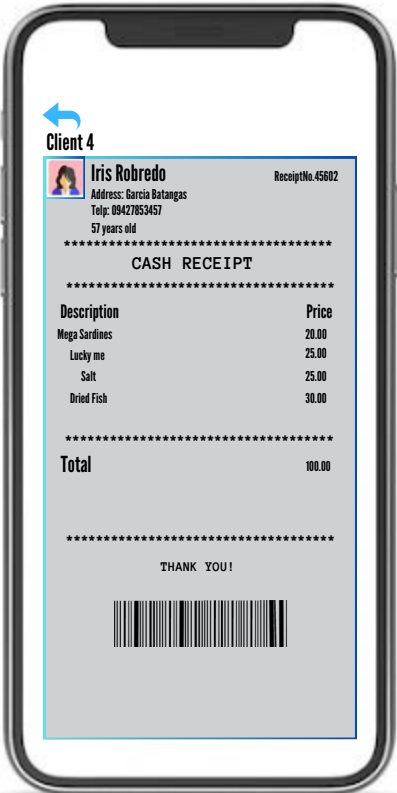 Client 4
Iris Robredo
ReceiptNo.45602
Address: Garcia Batangas
Telp: 09427853457
57 years old
************************************
CASH RECEIPT
************************************
Description Price
Mega Sardines 20.00
Lucky me 25.00
Salt 25.00
Dried Fish 30.00
************************************
Total 100.00
************************************
THANK YOU!